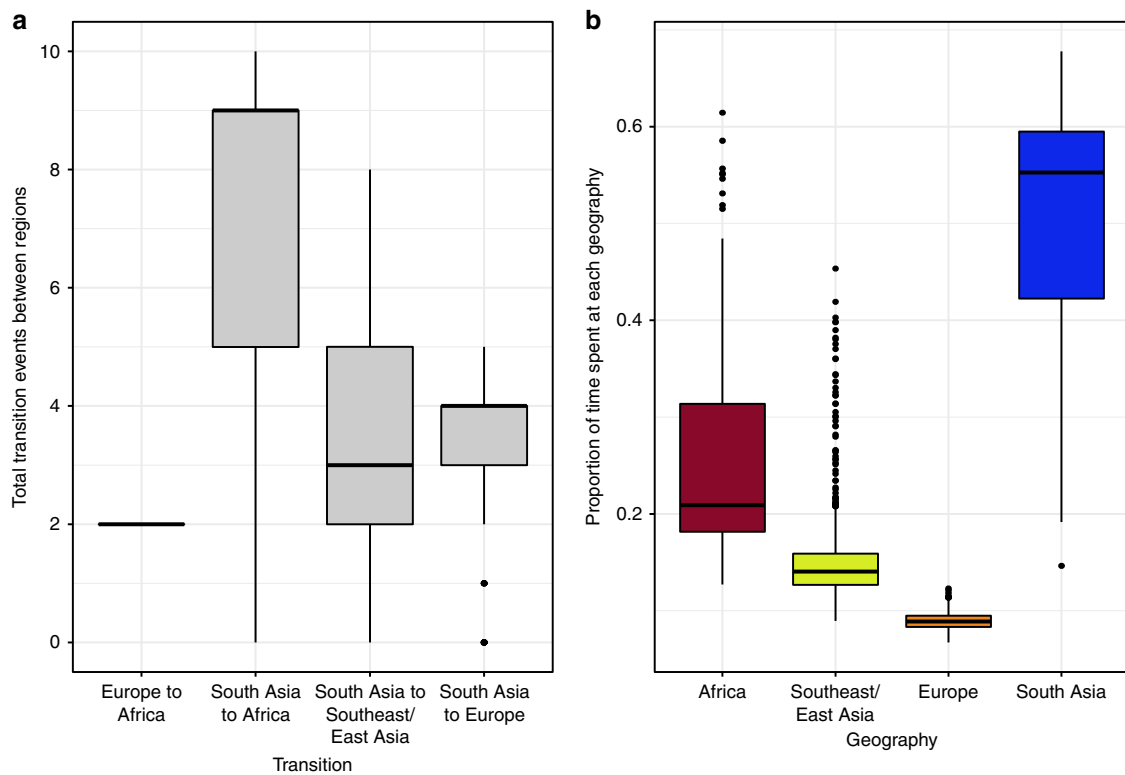 a
Total transition events between regions
10
8
6
4
2
0
Europe to
Africa
South Asia
to Africa
South Asia to
Southeast/
East Asia
South Asia
to Europe
Transition
b
Proportion of time spent at each geography
0.6
0.4
0.2
Africa
Southeast/
East Asia
Europe
South Asia
Geography